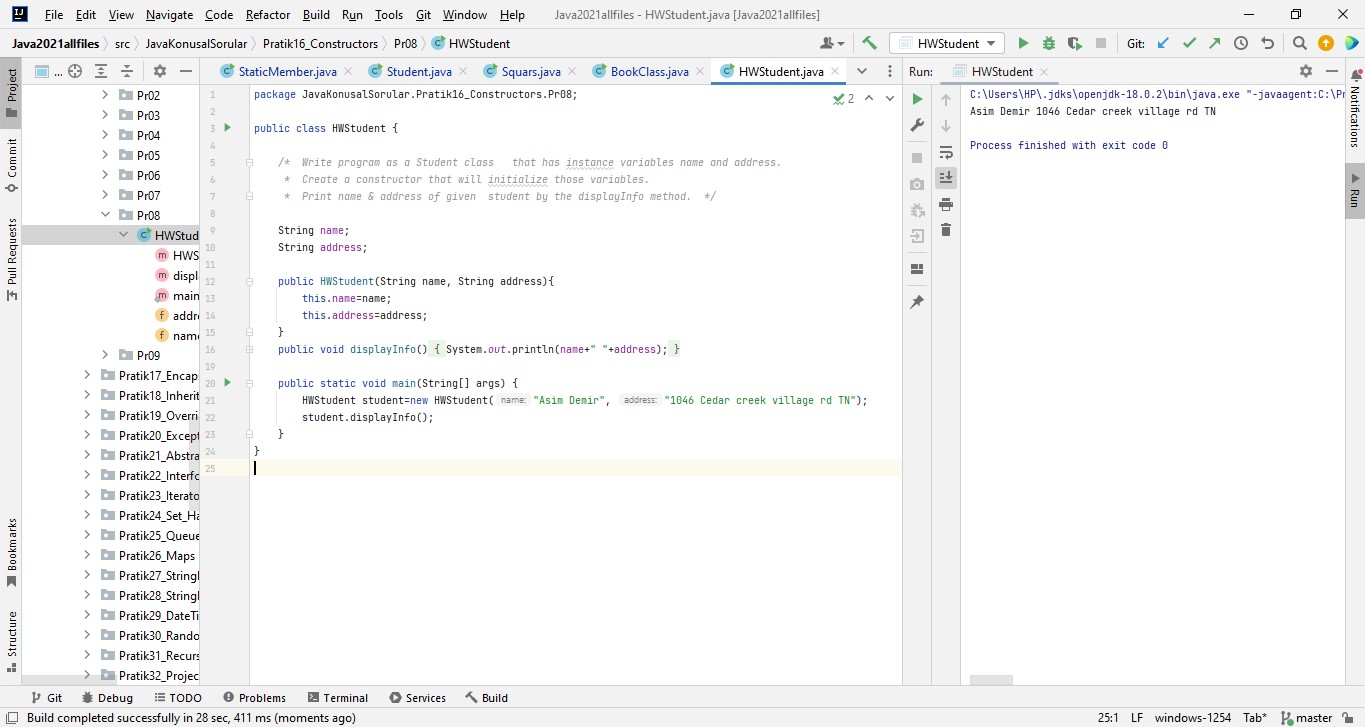 File Edit View Navigate Code Refactor Build Run Tools Git Window Help Java2021allfiles - HWStudent.java [Java2021allfiles]
Java2021allfiles src JavaKonusalSorular Pratik16_Constructors Pr08 HWStudent HWStudent Git:
Project
Commit
Pull Requests
Bookmarks
Structure
...
Pr02
Pr03
Pr04
Pr05
Pr06
Pr07
Pr08
HWStud
HWS
displ
main
addr
name
Pr09
Pratik17_Encap
Pratik18_Inherit
Pratik19_Overri
Pratik20_Except
Pratik21_Abstra
Pratik22_Interfo
Pratik23_Iterato
Pratik24_Set_Ha
Pratik25_Queue
Pratik26_Maps
Pratik27_StringI
Pratik28_StringI
Pratik29_DateTi
Pratik30_Rando
Pratik31_Recurs
Pratik32_Projec
StaticMember.java Student.java Squars.java BookClass.java HWStudent.java
2
1 package JavaKonusalSorular.Pratik16_Constructors.Pr08;
2
3 public class HWStudent {
4
5 /* Write program as a Student class that has instance variables name and address.
6 * Create a constructor that will initialize those variables.
7 * Print name & address of given student by the displayInfo method. */
8
9 String name;
10 String address;
11
12 public HWStudent(String name, String address){
13 this.name=name;
14 this.address=address;
15 }
16 public void displayInfo() { System.out.println(name+" "+address); }
19
20 public static void main(String[] args) {
21 HWStudent student=new HWStudent( name: "Asim Demir", address: "1046 Cedar creek village rd TN");
22 student.displayInfo();
23 }
24 }
25
Run: HWStudent
C:\Users\HP\.jdks\openjdk-18.0.2\bin\java.exe "-javaagent:C:\Pr
Asim Demir 1046 Cedar creek village rd TN
Process finished with exit code 0
Notifications
Run
Git Debug TODO Problems Terminal Services Build
Build completed successfully in 28 sec, 411 ms (moments ago) 25:1 LF windows-1254 Tab* master